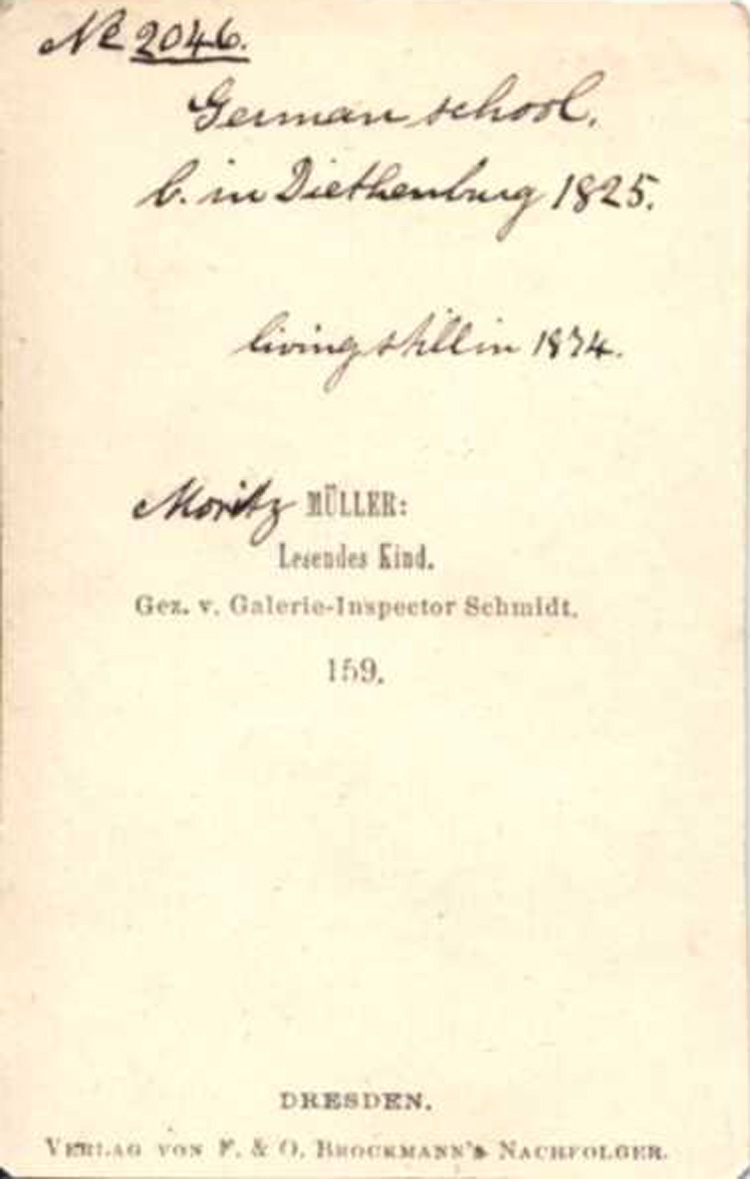 No 2046.
German school.
b. in Diethenburg 1825.
living still in 1874.
Moritz MÜLLER:
Lesendes Kind.
Gez. v. Galerie-Inspector Schmidt.
159.
DRESDEN.
VERLAG VON F. & O. BROCKMANN'S NACHFOLGER.